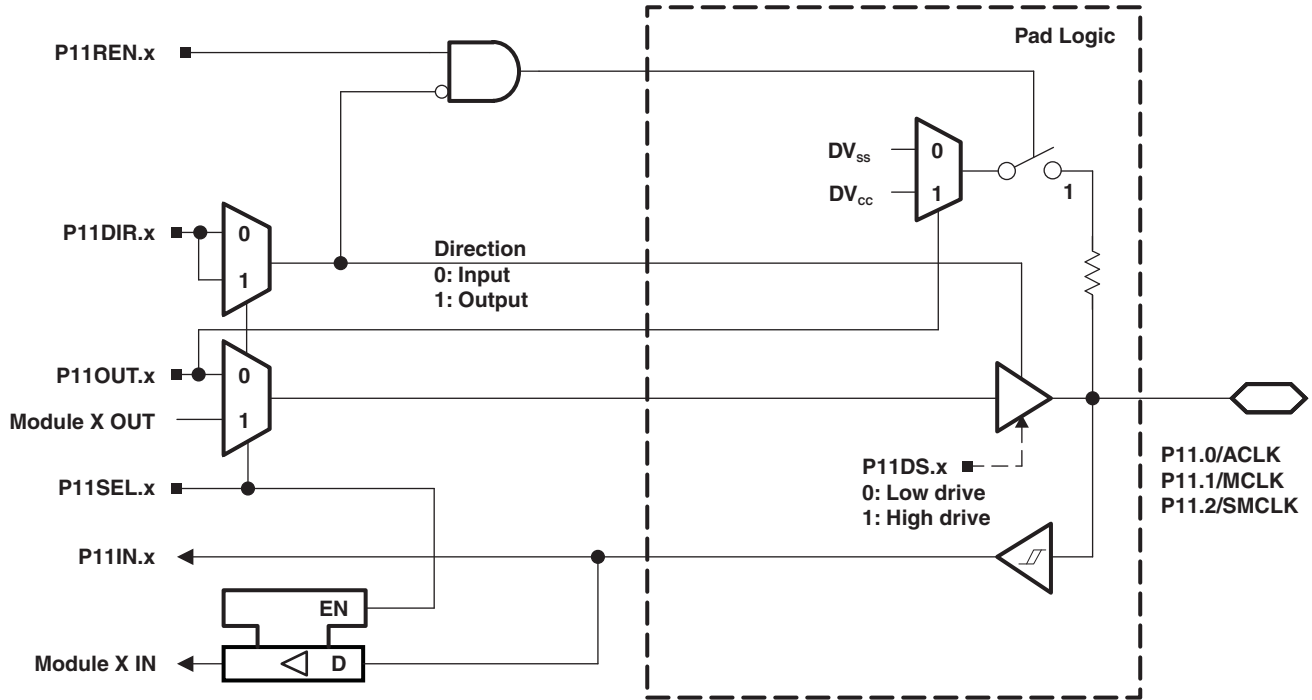 Pad Logic
P11REN.x
DVss
0
DVcc
1
1
P11DIR.x
0
1
Direction
0: Input
1: Output
P11OUT.x
0
Module X OUT
1
P11DS.x
0: Low drive
1: High drive
P11.0/ACLK
P11.1/MCLK
P11.2/SMCLK
P11SEL.x
P11IN.x
EN
Module X IN
D